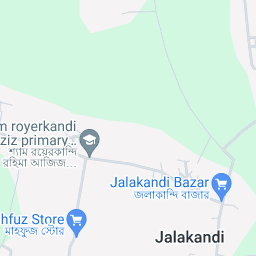 m royerkandi
ziz primary...
শ্যাম রয়েরকান্দি
রহিমা আজিজ...
Jalakandi Bazar
জলাকান্দি বাজার
hfuz Store
মাহফুজ স্টোর
Jalakandi